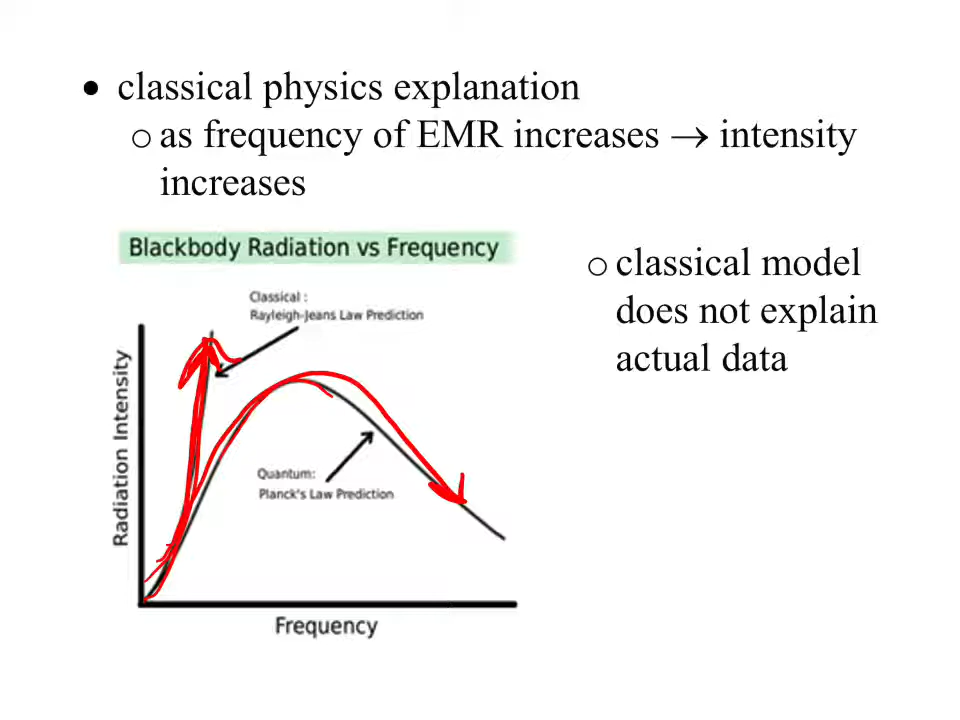 • classical physics explanation
o as frequency of EMR increases → intensity
increases
Blackbody Radiation vs Frequency
Classical :
Rayleigh-Jeans Law Prediction
Radiation Intensity
Quantum:
Planck's Law Prediction
Frequency
o classical model
does not explain
actual data